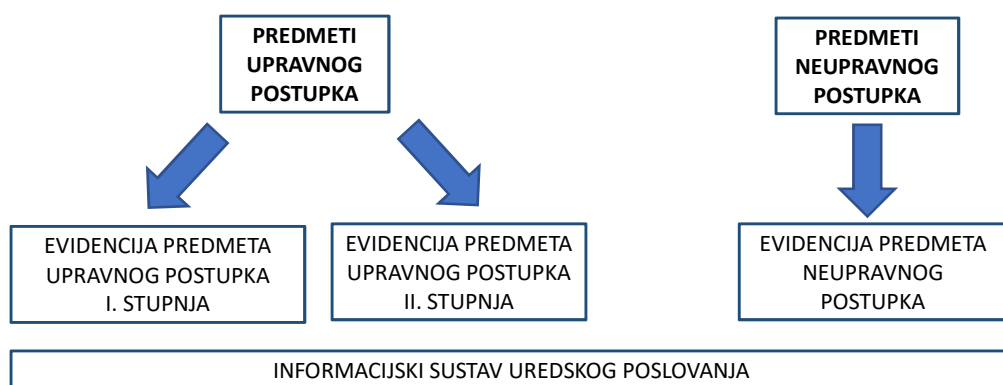 PREDMETI
UPRAVNOG
POSTUPKA
PREDMETI
NEUPRAVNOG
POSTUPKA
EVIDENCIJA PREDMETA
UPRAVNOG POSTUPKA
I. STUPNJA
EVIDENCIJA PREDMETA
UPRAVNOG POSTUPKA
II. STUPNJA
EVIDENCIJA PREDMETA
NEUPRAVNOG
POSTUPKA
INFORMACIJSKI SUSTAV UREDSKOG POSLOVANJA